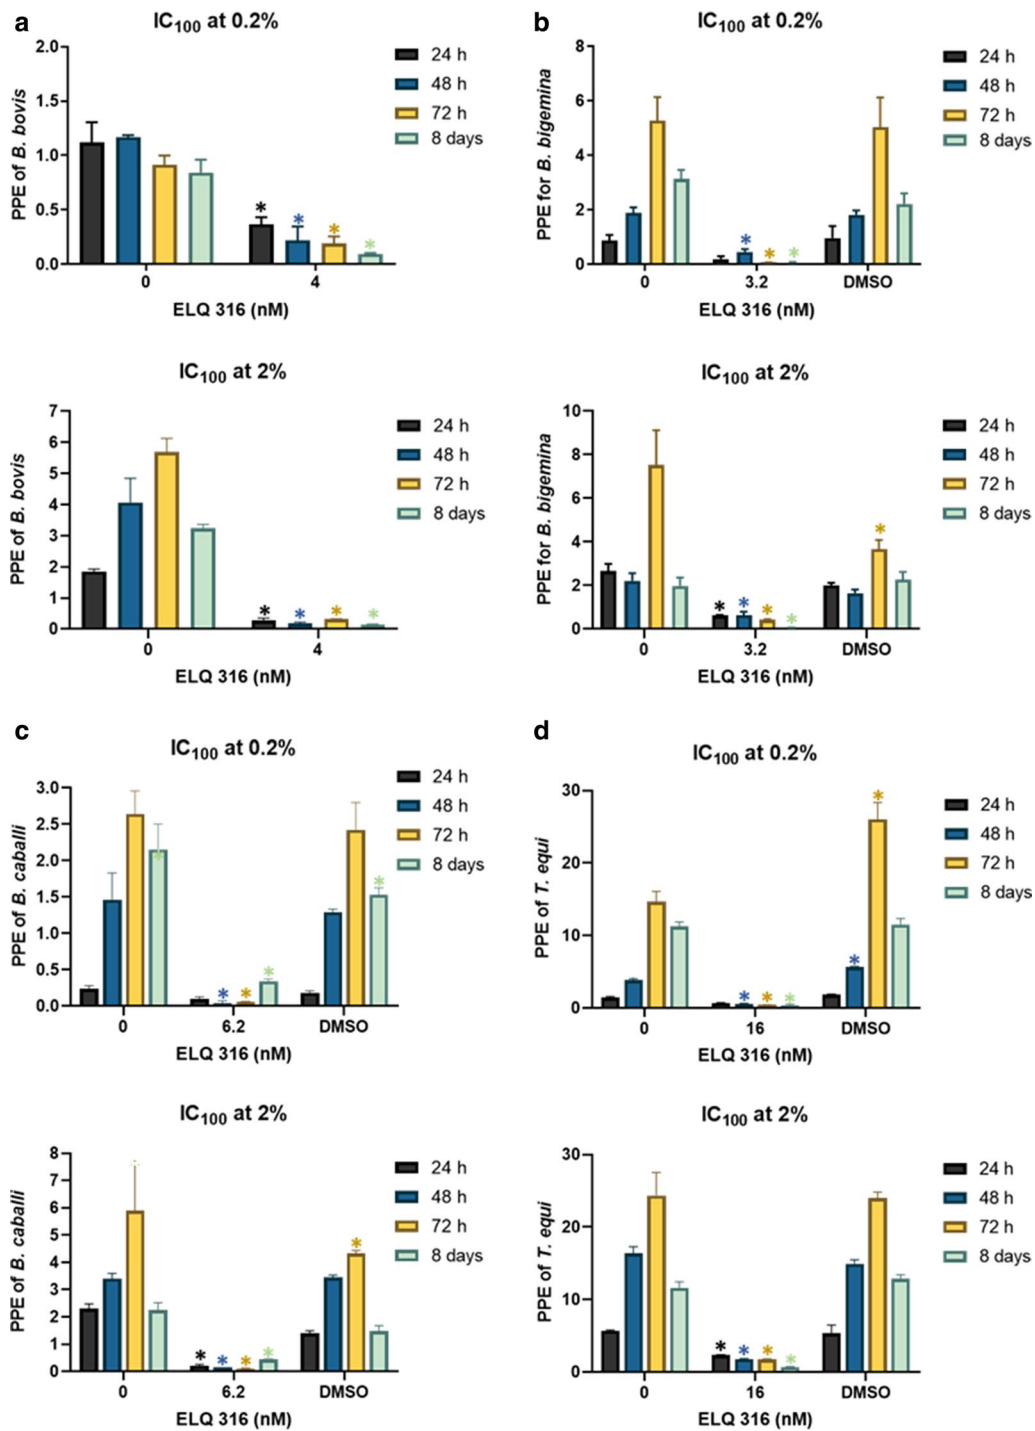 a
IC100 at 0.2%
PPE of B. bovis
2.0
1.5
1.0
0.5
0.0
24 h
48 h
72 h
8 days
*
*
*
*
0
4
ELQ 316 (nM)
IC100 at 2%
PPE of B. bovis
7
6
5
4
3
2
1
0
24 h
48 h
72 h
8 days
*
*
*
*
0
4
ELQ 316 (nM)
b
IC100 at 0.2%
PPE for B. bigemina
8
6
4
2
0
24 h
48 h
72 h
8 days
*
*
*
0
3.2
DMSO
ELQ 316 (nM)
IC100 at 2%
PPE for B. bigemina
10
8
6
4
2
0
24 h
48 h
72 h
8 days
*
*
*
*
*
0
3.2
DMSO
ELQ 316 (nM)
c
IC100 at 0.2%
PPE of B. caballi
3.0
2.5
2.0
1.5
1.0
0.5
0.0
24 h
48 h
72 h
8 days
*
*
*
*
*
0
6.2
DMSO
ELQ 316 (nM)
IC100 at 2%
PPE of B. caballi
8
7
6
5
4
3
2
1
0
24 h
48 h
72 h
8 days
*
*
*
*
*
0
6.2
DMSO
ELQ 316 (nM)
d
IC100 at 0.2%
PPE of T. equi
30
20
10
0
24 h
48 h
72 h
8 days
*
*
*
*
*
0
16
DMSO
ELQ 316 (nM)
IC100 at 2%
PPE of T. equi
30
20
10
0
24 h
48 h
72 h
8 days
*
*
*
*
0
16
DMSO
ELQ 316 (nM)